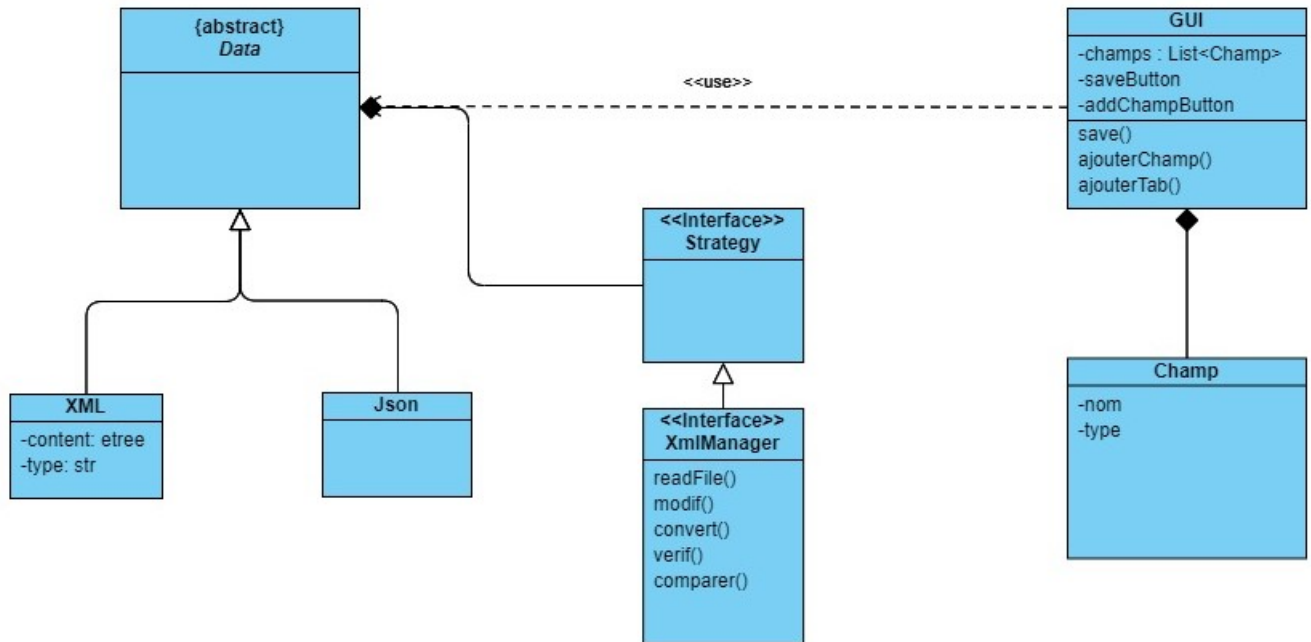 {abstract}
Data
<<use>>
GUI
-champs : List<Champ>
-saveButton
-addChampButton
save()
ajouterChamp()
ajouterTab()
<<Interface>>
Strategy
XML
-content: etree
-type: str
Json
<<Interface>>
XmlManager
readFile()
modif()
convert()
verif()
comparer()
Champ
-nom
-type